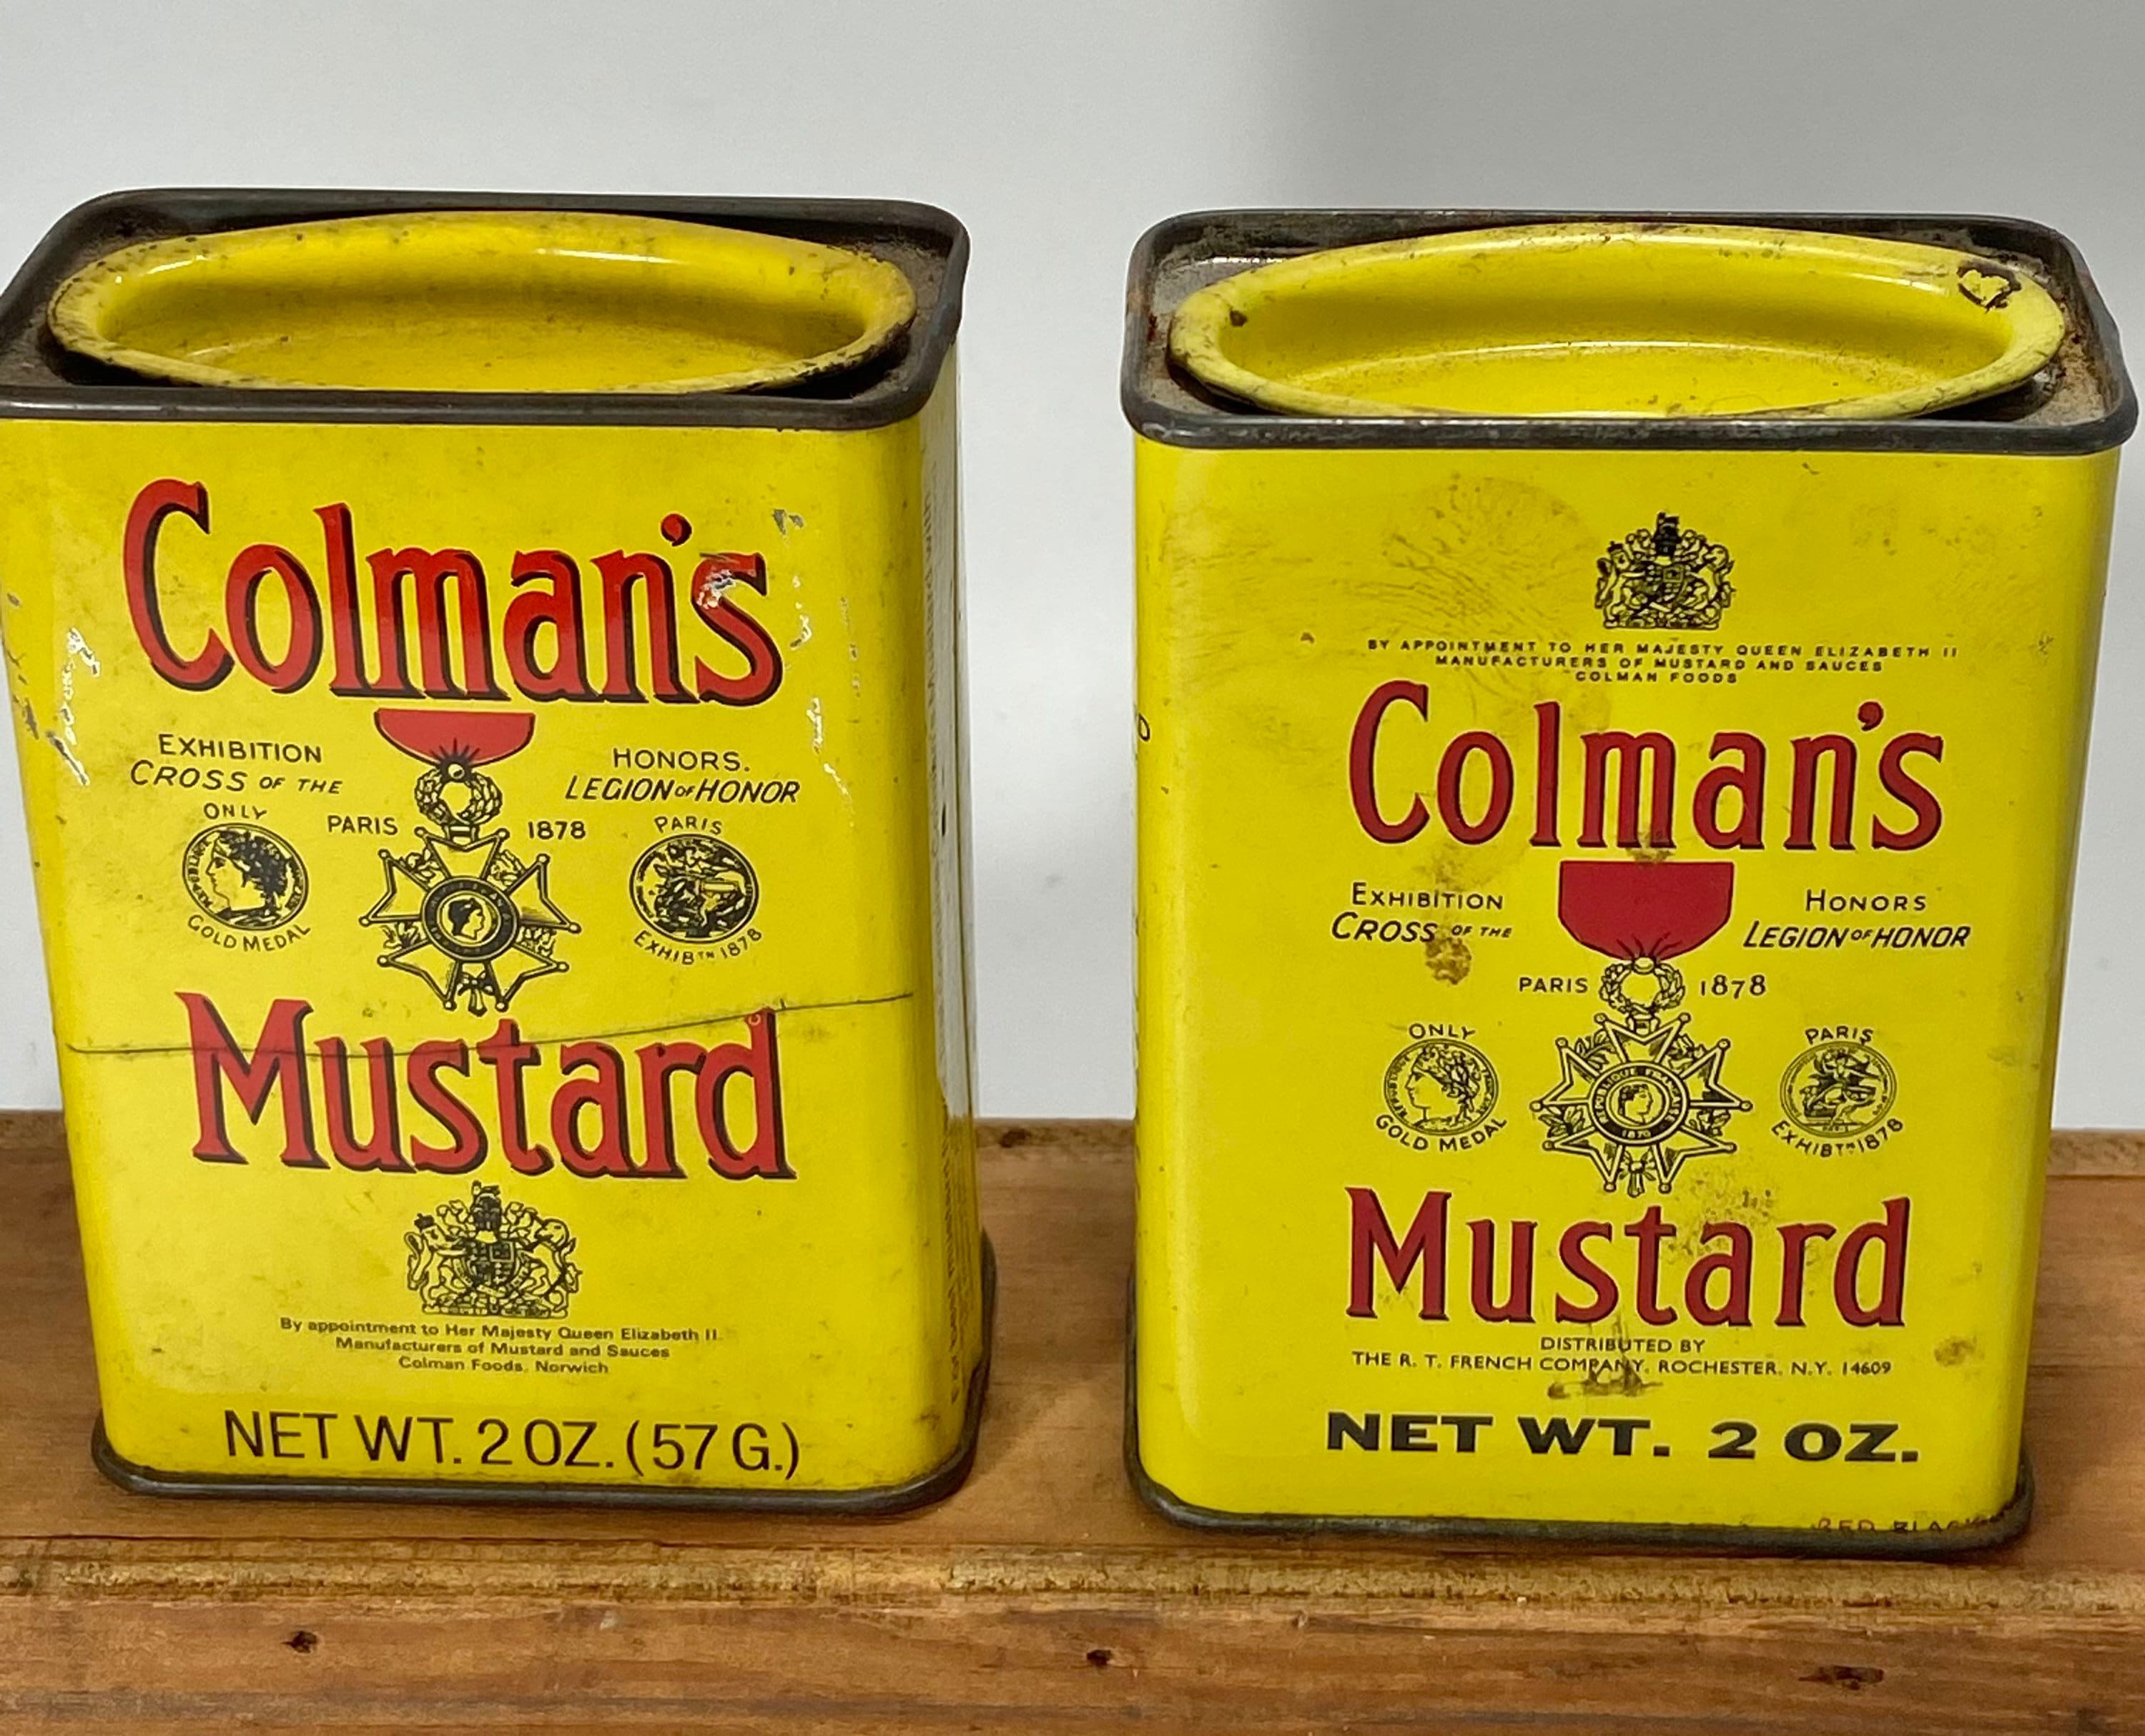 Colman's
EXHIBITION HONORS.
CROSS OF THE LEGION OF HONOR
ONLY PARIS 1878 PARIS
GOLD MEDAL EXHIBTN 1878
Mustard
By appointment to Her Majesty Queen Elizabeth II.
Manufacturers of Mustard and Sauces
Colman Foods, Norwich
NET WT. 2 OZ. (57 G.)
BY APPOINTMENT TO HER MAJESTY QUEEN ELIZABETH II
MANUFACTURERS OF MUSTARD AND SAUCES
COLMAN FOODS
Colman's
EXHIBITION HONORS
CROSS OF THE LEGION OF HONOR
PARIS 1878
ONLY PARIS
GOLD MEDAL EXHIBTN 1878
Mustard
DISTRIBUTED BY
THE R. T. FRENCH COMPANY, ROCHESTER, N.Y. 14609
NET WT. 2 OZ.